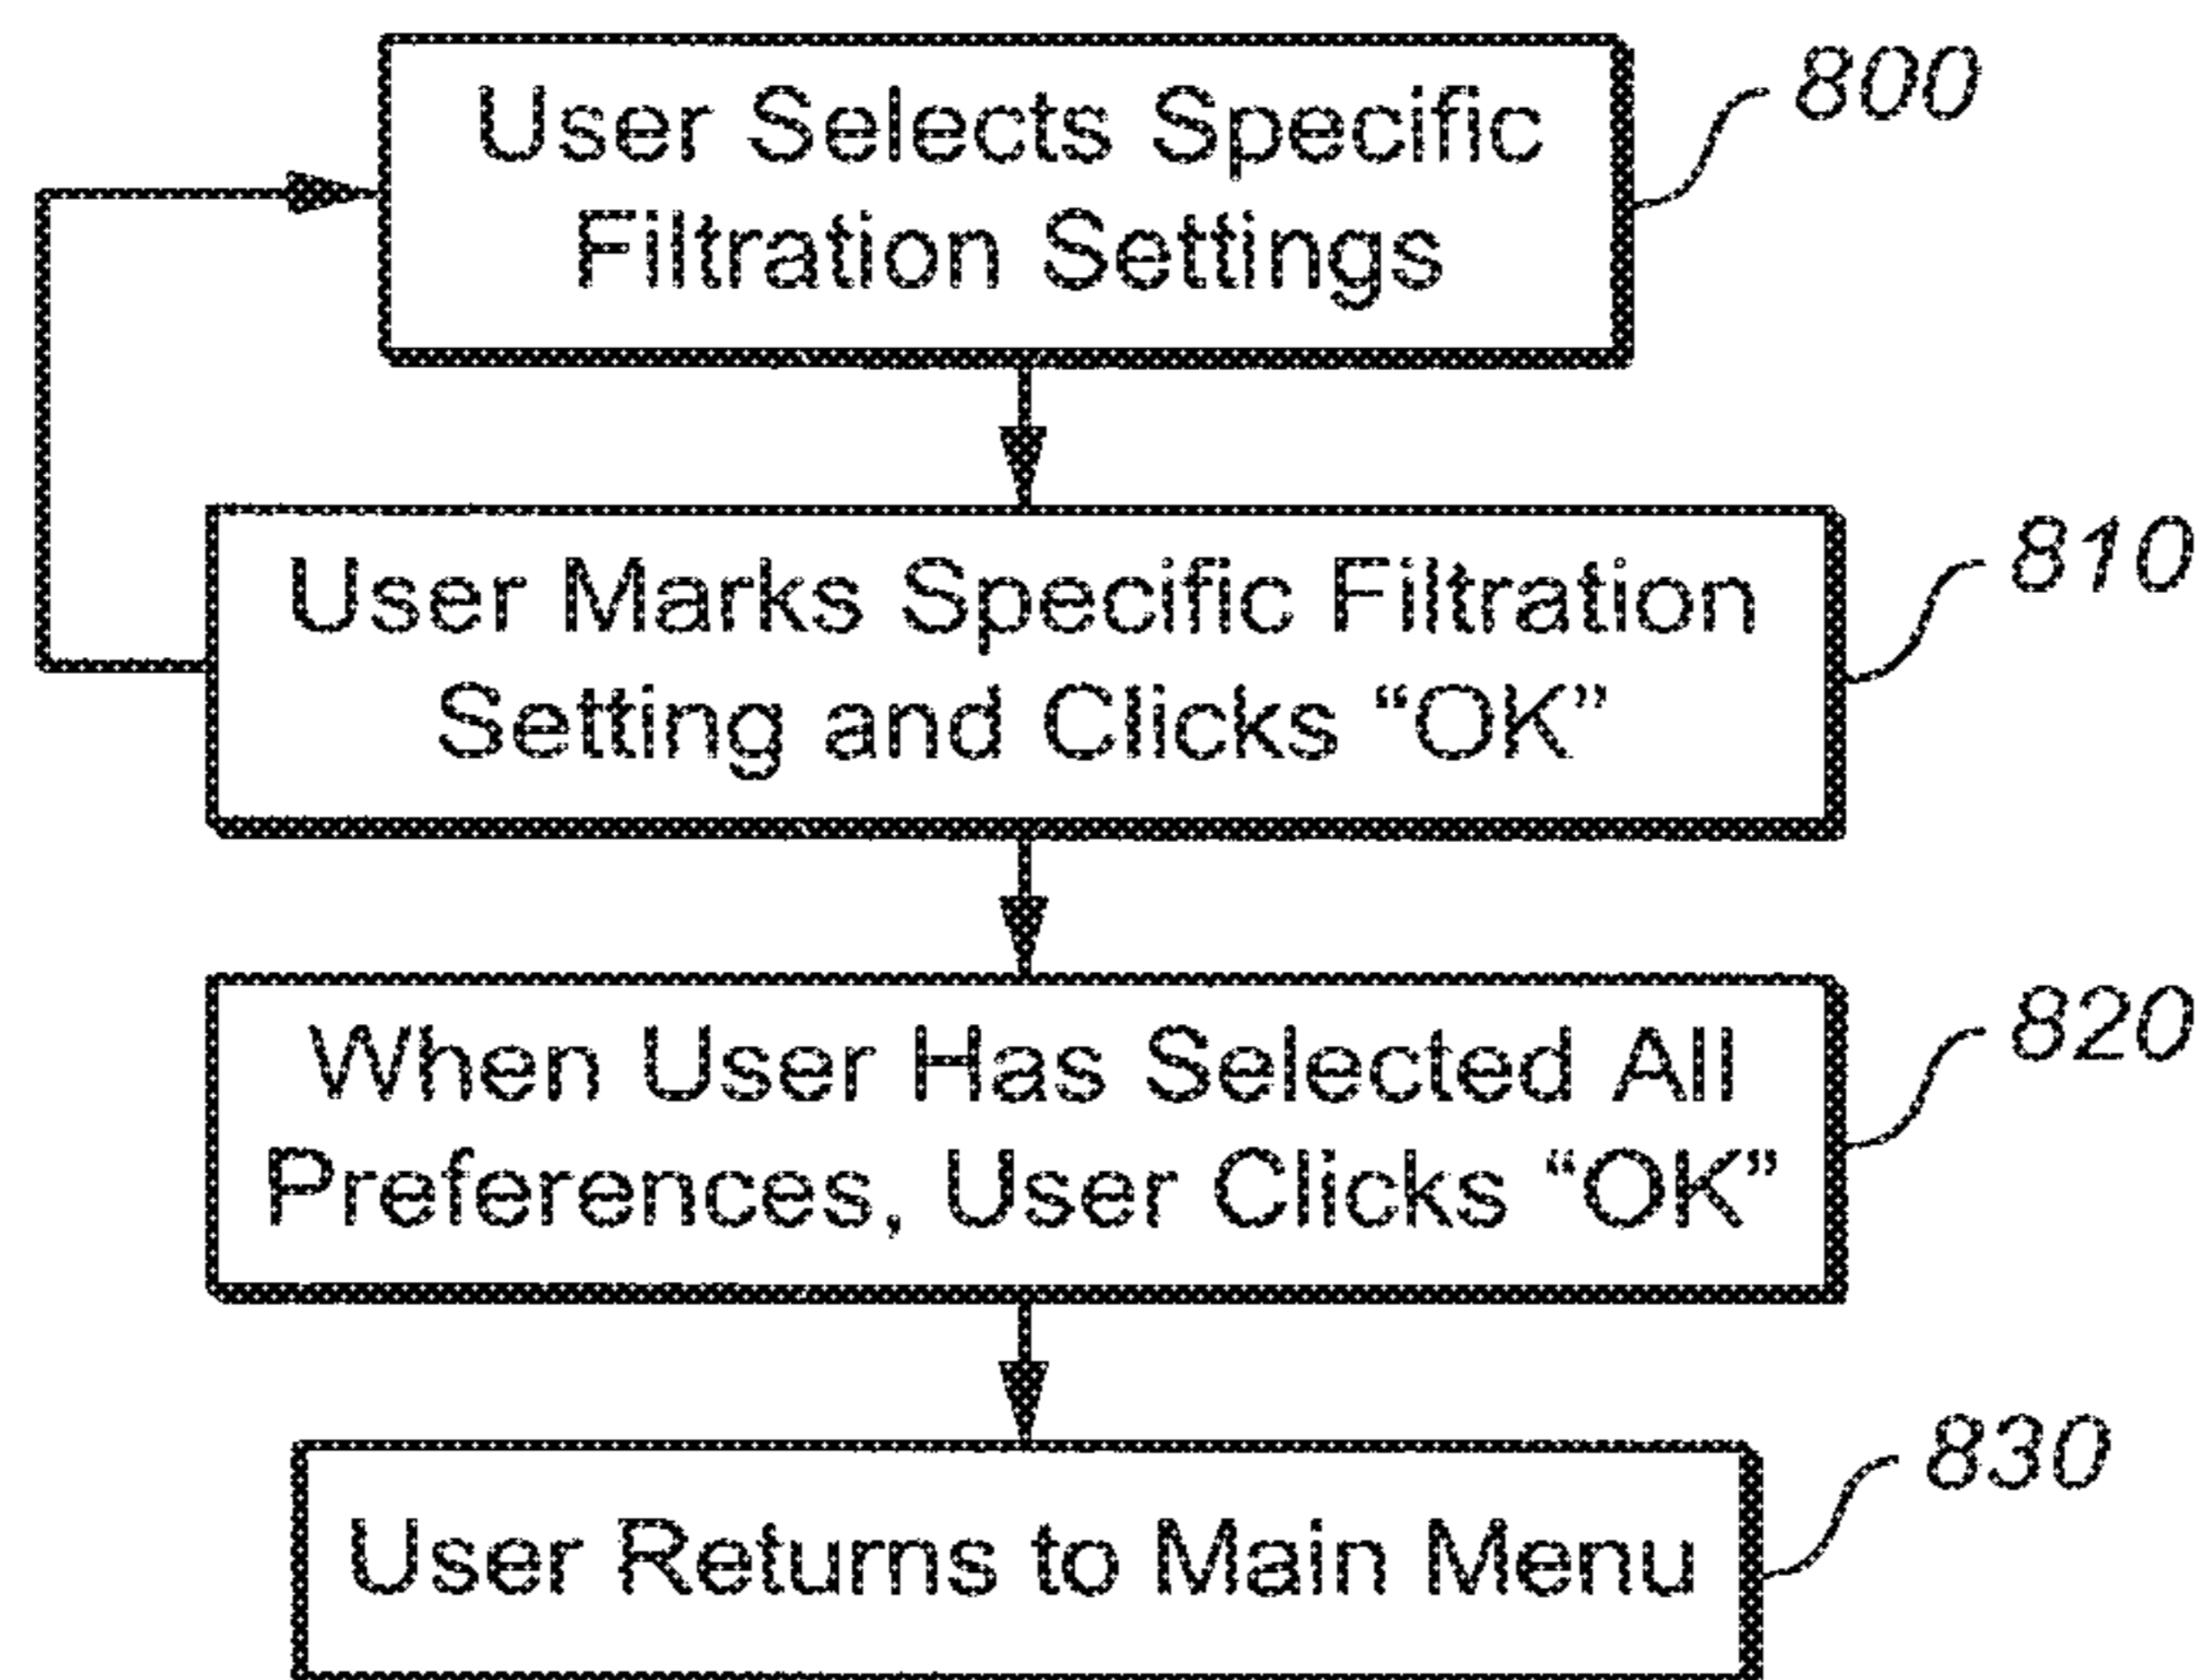 User Selects Specific
Filtration Settings
800
User Marks Specific Filtration
Setting and Clicks “OK”
810
When User Has Selected All
Preferences, User Clicks “OK”
820
User Returns to Main Menu
830